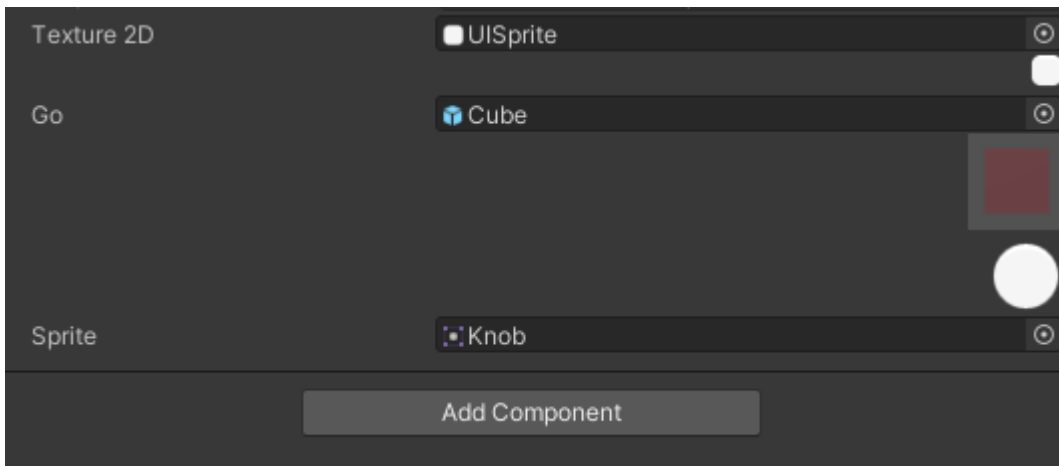 Texture 2D UISprite
Go Cube
Sprite Knob
Add Component